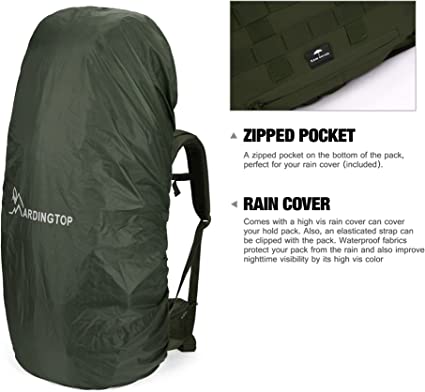 ARDINGTOP
RAIN COVER
ZIPPED POCKET
A zipped pocket on the bottom of the pack,
perfect for your rain cover (included).
RAIN COVER
Comes with a high vis rain cover can cover
your hold pack. Also, an elasticated strap can
be clipped with the pack. Waterproof fabrics
protect your pack from the rain and also improve
nighttime visibility by its high vis color